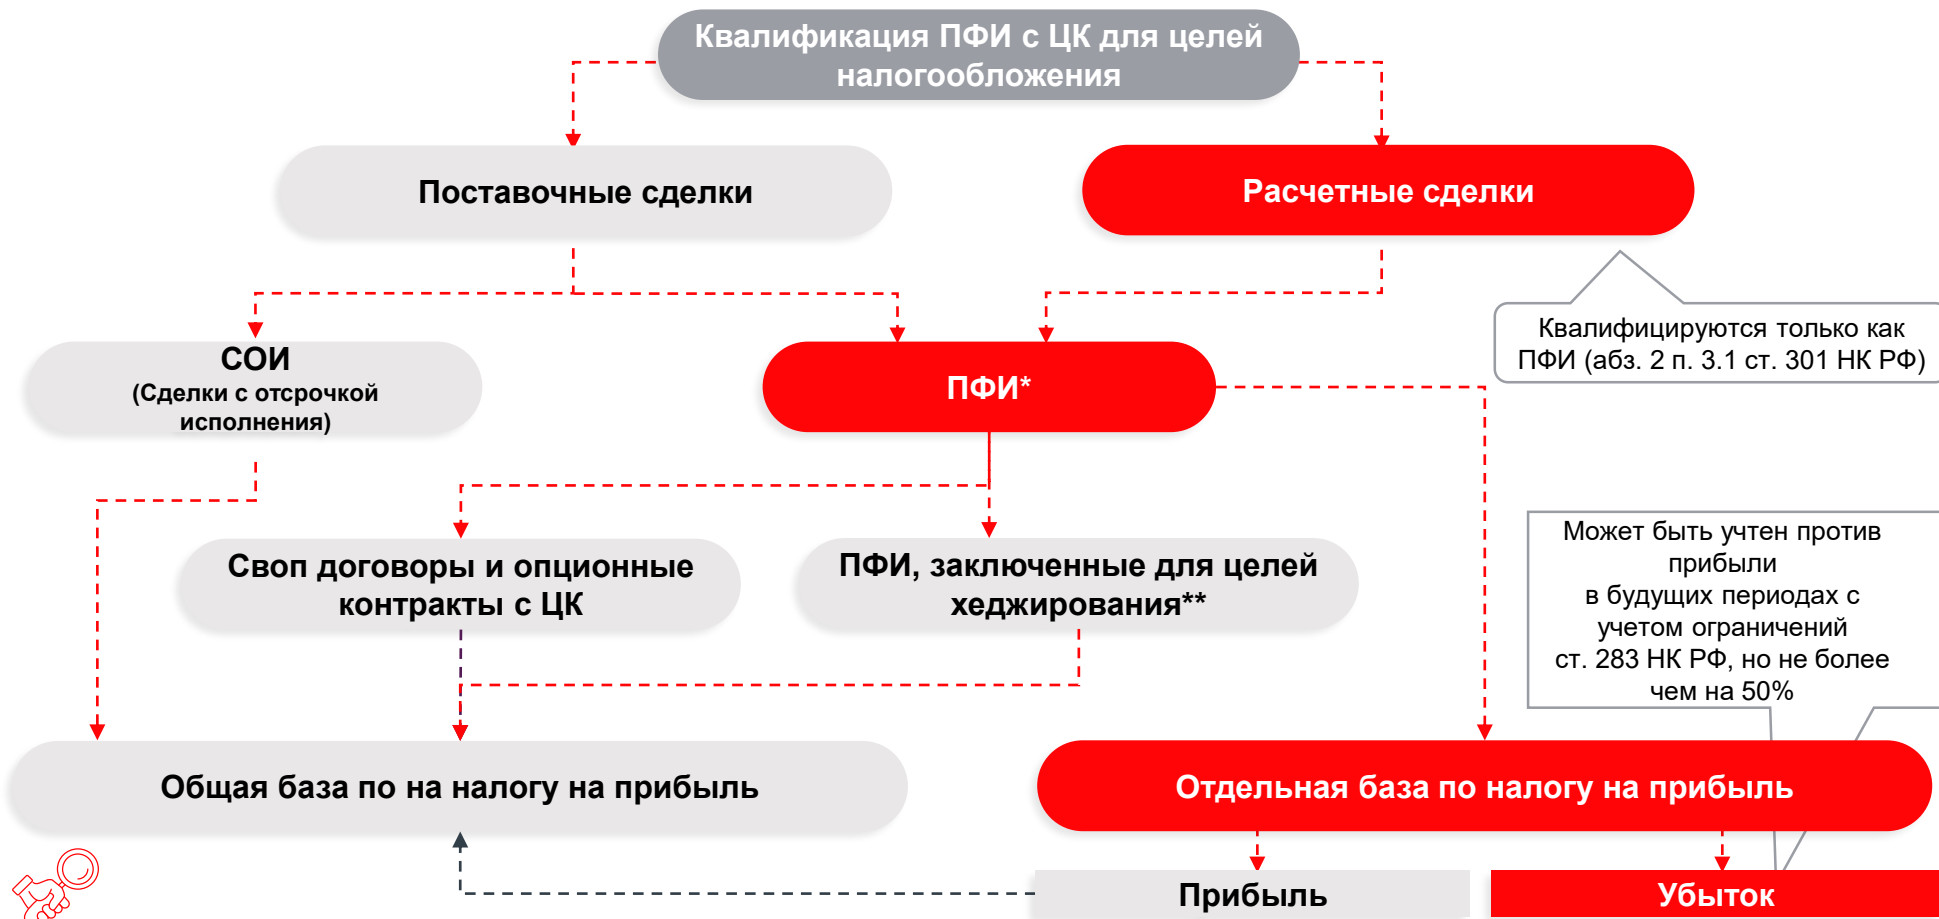 Квалификация ПФИ с ЦК для целей
налогообложения
Поставочные сделки
Расчетные сделки
Квалифицируются только как
ПФИ (абз. 2 п. 3.1 ст. 301 НК РФ)
СОИ
(Сделки с отсрочкой
исполнения)
ПФИ*
Своп договоры и опционные
контракты с ЦК
ПФИ, заключенные для целей
хеджирования**
Может быть учтен против
прибыли
в будущих периодах с
учетом ограничений
ст. 283 НК РФ, но не более
чем на 50%
Общая база по на налогу на прибыль
Отдельная база по налогу на прибыль
Прибыль
Убыток